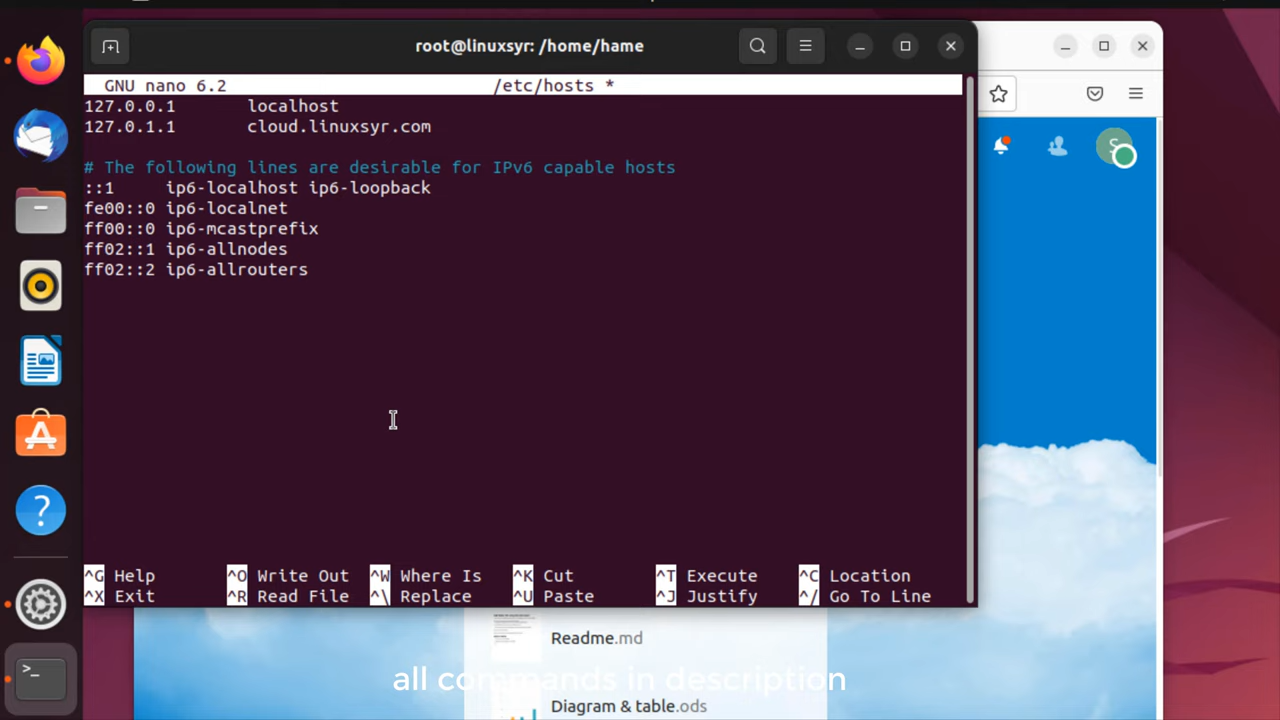 root@linuxsyr: /home/hame
GNU nano 6.2 /etc/hosts *
127.0.0.1 localhost
127.0.1.1 cloud.linuxsyr.com
# The following lines are desirable for IPv6 capable hosts
::1 ip6-localhost ip6-loopback
fe00::0 ip6-localnet
ff00::0 ip6-mcastprefix
ff02::1 ip6-allnodes
ff02::2 ip6-allrouters
^G Help ^O Write Out ^W Where Is ^K Cut ^T Execute ^C Location
^X Exit ^R Read File ^\ Replace ^U Paste ^J Justify ^/ Go To Line
S
Readme.md
all commands in description
Diagram & table.ods